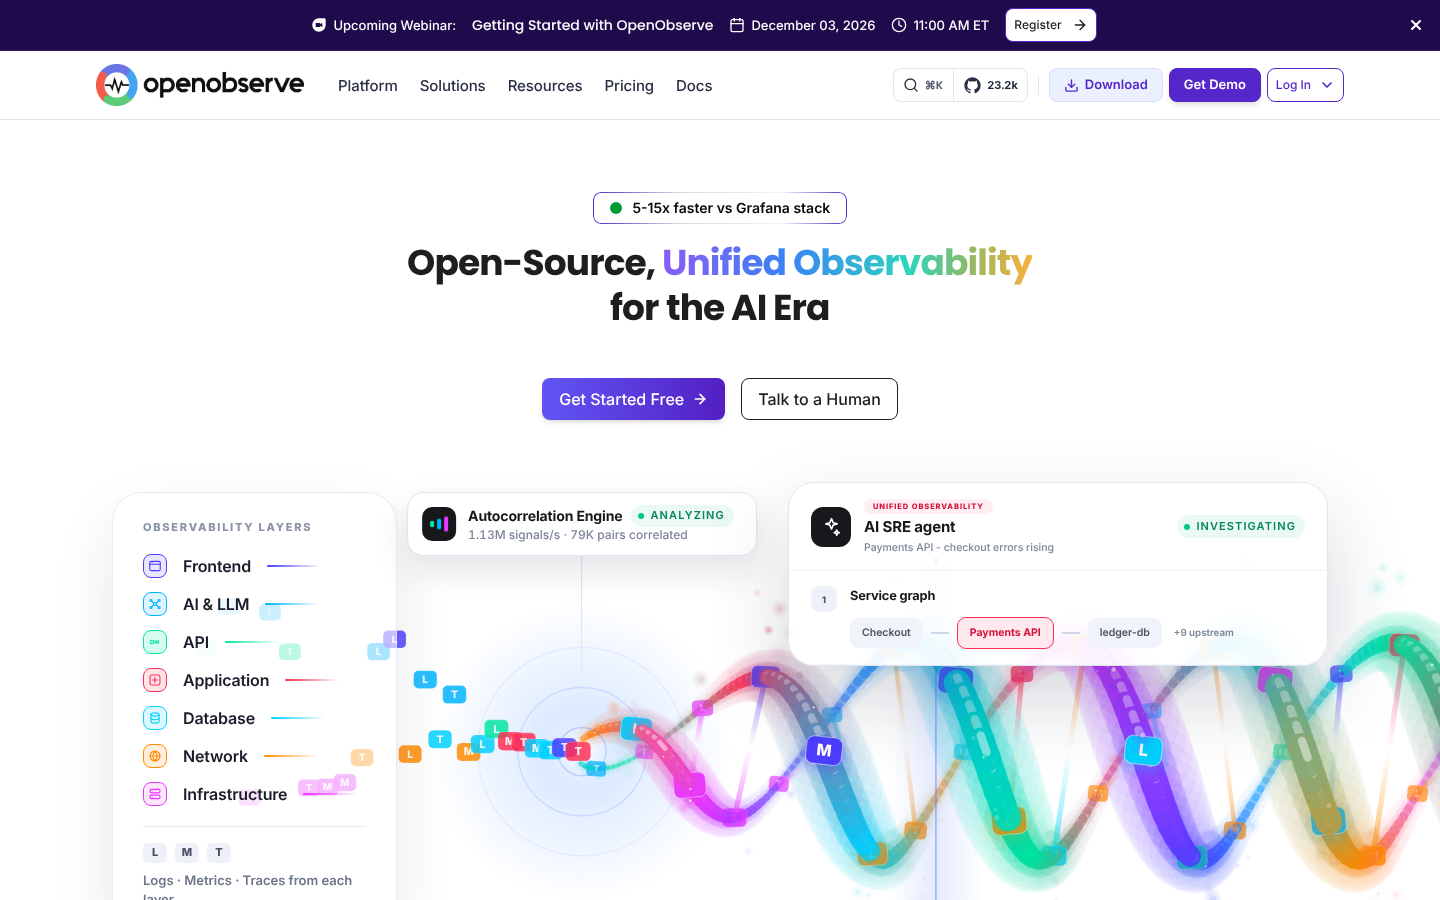 Upcoming Webinar: Getting Started with OpenObserve December 03, 2026 11:00 AM ET Register
openobserve Platform Solutions Resources Pricing Docs ⌘K 23.2k Download Get Demo Log In
5-15x faster vs Grafana stack
Open-Source, Unified Observability
for the AI Era
Get Started Free
Talk to a Human
OBSERVABILITY LAYERS
Frontend
AI & LLM
API
Application
Database
Network
Infrastructure
L M T
Logs · Metrics · Traces from each
layer
Autocorrelation Engine ANALYZING
1.13M signals/s · 79K pairs correlated
UNIFIED OBSERVABILITY
AI SRE agent
INVESTIGATING
Payments API - checkout errors rising
1 Service graph
Checkout Payments API ledger-db +9 upstream
L
T
L
L
T
L
T
L
T
M
L
L
M
T
M
T
T
T
T
M
M
M
L